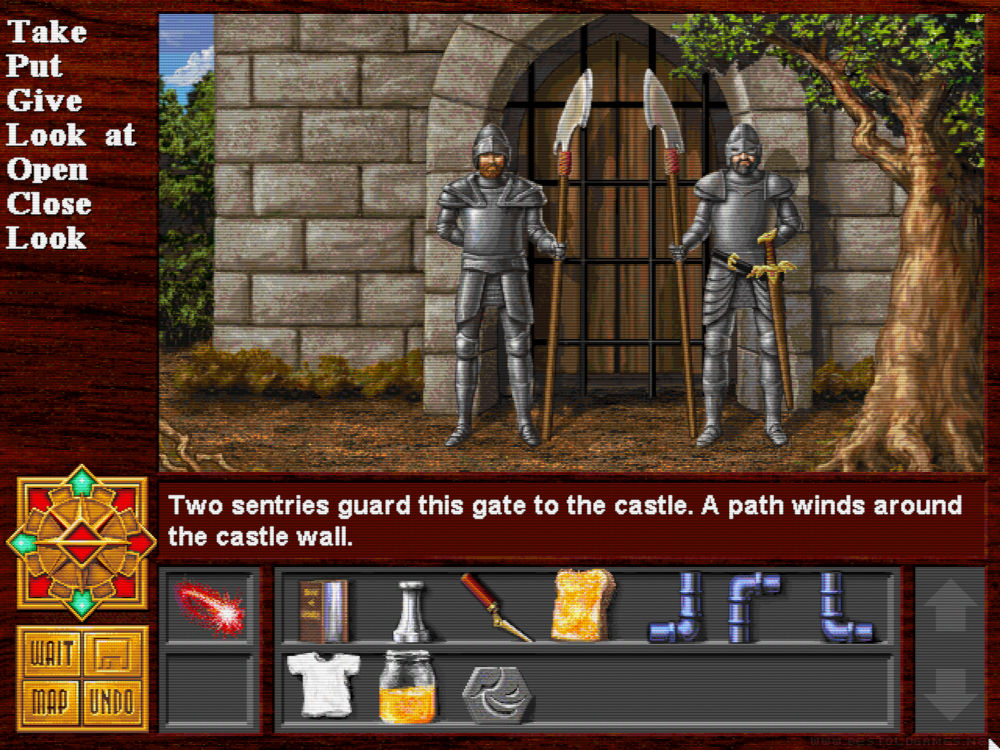 Take
Put
Give
Look at
Open
Close
Look
Two sentries guard this gate to the castle. A path winds around
the castle wall.
WAIT
MAP
UNDO